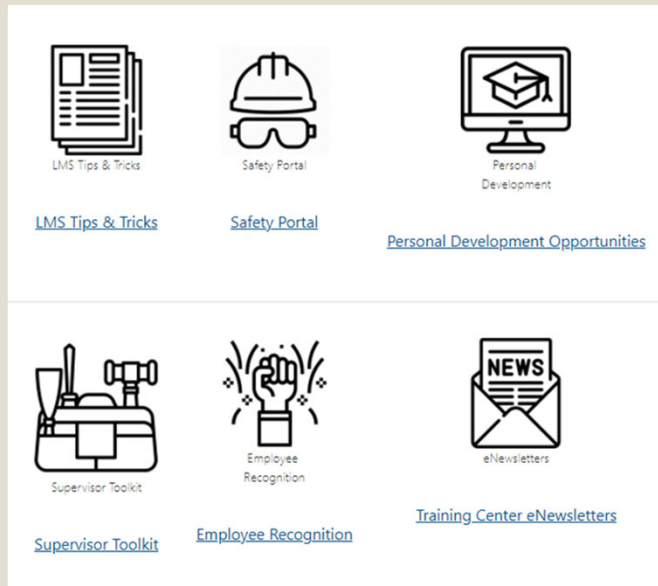 LMS Tips & Tricks
Safety Portal
Personal
Development
LMS Tips & Tricks
Safety Portal
Personal Development Opportunities
NEWS
Employee
Recognition
eNewsletters
Supervisor Toolkit
Supervisor Toolkit
Employee Recognition
Training Center eNewsletters